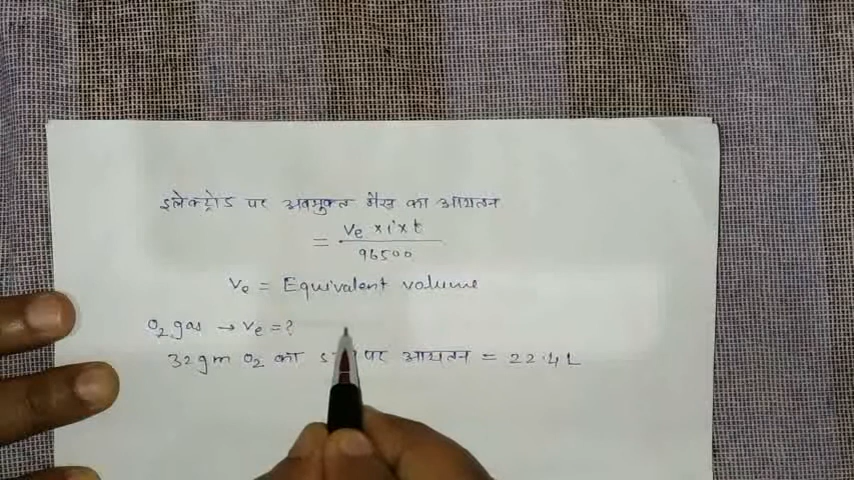 इलेक्ट्रोड पर अवमुक्त गैस का आयतन
= Ve × i × t
96500
Ve = Equivalent volume
O2 gas → Ve = ?
32 gm O2 का पर आयतन = 22.4 L